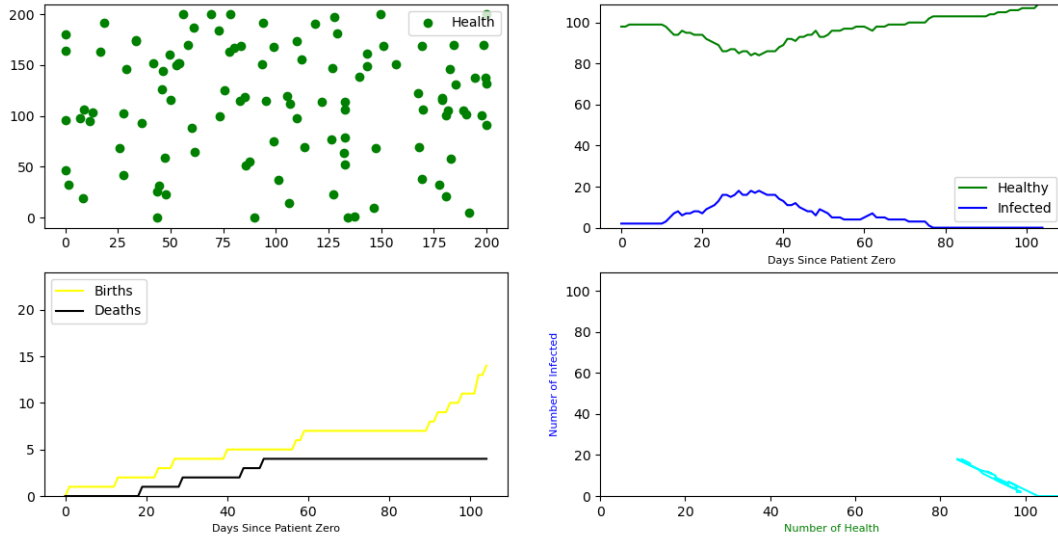 200
150
100
50
0
0 25 50 75 100 125 150 175 200
Health
100
80
60
40
20
0
0 20 40 60 80 100
Days Since Patient Zero
Healthy
Infected
20
15
10
5
0
0 20 40 60 80 100
Days Since Patient Zero
Births
Deaths
100
80
60
40
20
0
0 20 40 60 80 100
Number of Infected
Number of Health